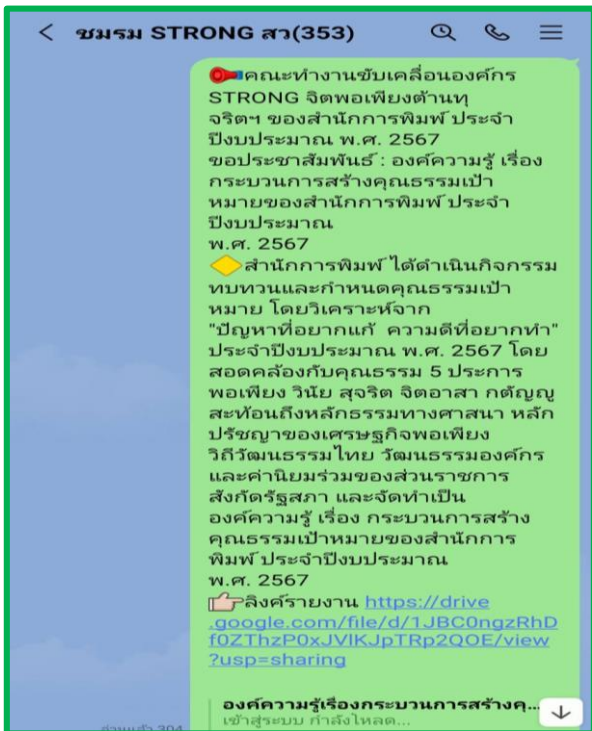 ชมรม STRONG สว(353)
คณะทำงานขับเคลื่อนองค์กร
STRONG จิตพอเพียงต้านทุ
จริตฯ ของสำนักการพิมพ์ ประจำ
ปีงบประมาณ พ.ศ. 2567
ขอประชาสัมพันธ์ : องค์ความรู้ เรื่อง
กระบวนการสร้างคุณธรรมเป้า
หมายของสำนักการพิมพ์ ประจำ
ปีงบประมาณ
พ.ศ. 2567
สำนักการพิมพ์ ได้ดำเนินกิจกรรม
ทบทวนและกำหนดคุณธรรมเป้า
หมาย โดยวิเคราะห์จาก
"ปัญหาที่อยากแก้ ความดีที่อยากทำ"
ประจำปีงบประมาณ พ.ศ. 2567 โดย
สอดคล้องกับคุณธรรม 5 ประการ
พอเพียง วินัย สุจริต จิตอาสา กตัญญู
สะท้อนถึงหลักธรรมทางศาสนา หลัก
ปรัชญาของเศรษฐกิจพอเพียง
วิถีวัฒนธรรมไทย วัฒนธรรมองค์กร
และค่านิยมร่วมของส่วนราชการ
สังกัดรัฐสภา และจัดทำเป็น
องค์ความรู้ เรื่อง กระบวนการสร้าง
คุณธรรมเป้าหมายของสำนักการ
พิมพ์ ประจำปีงบประมาณ
พ.ศ. 2567
ลิงค์รายงาน https://drive
.google.com/file/d/1JBC0ngzRhD
f0ZThzP0xJVlKJpTRp2QOE/view
?usp=sharing
องค์ความรู้เรื่องกระบวนการสร้างคุ...
เข้าสู่ระบบ กำลังโหลด...